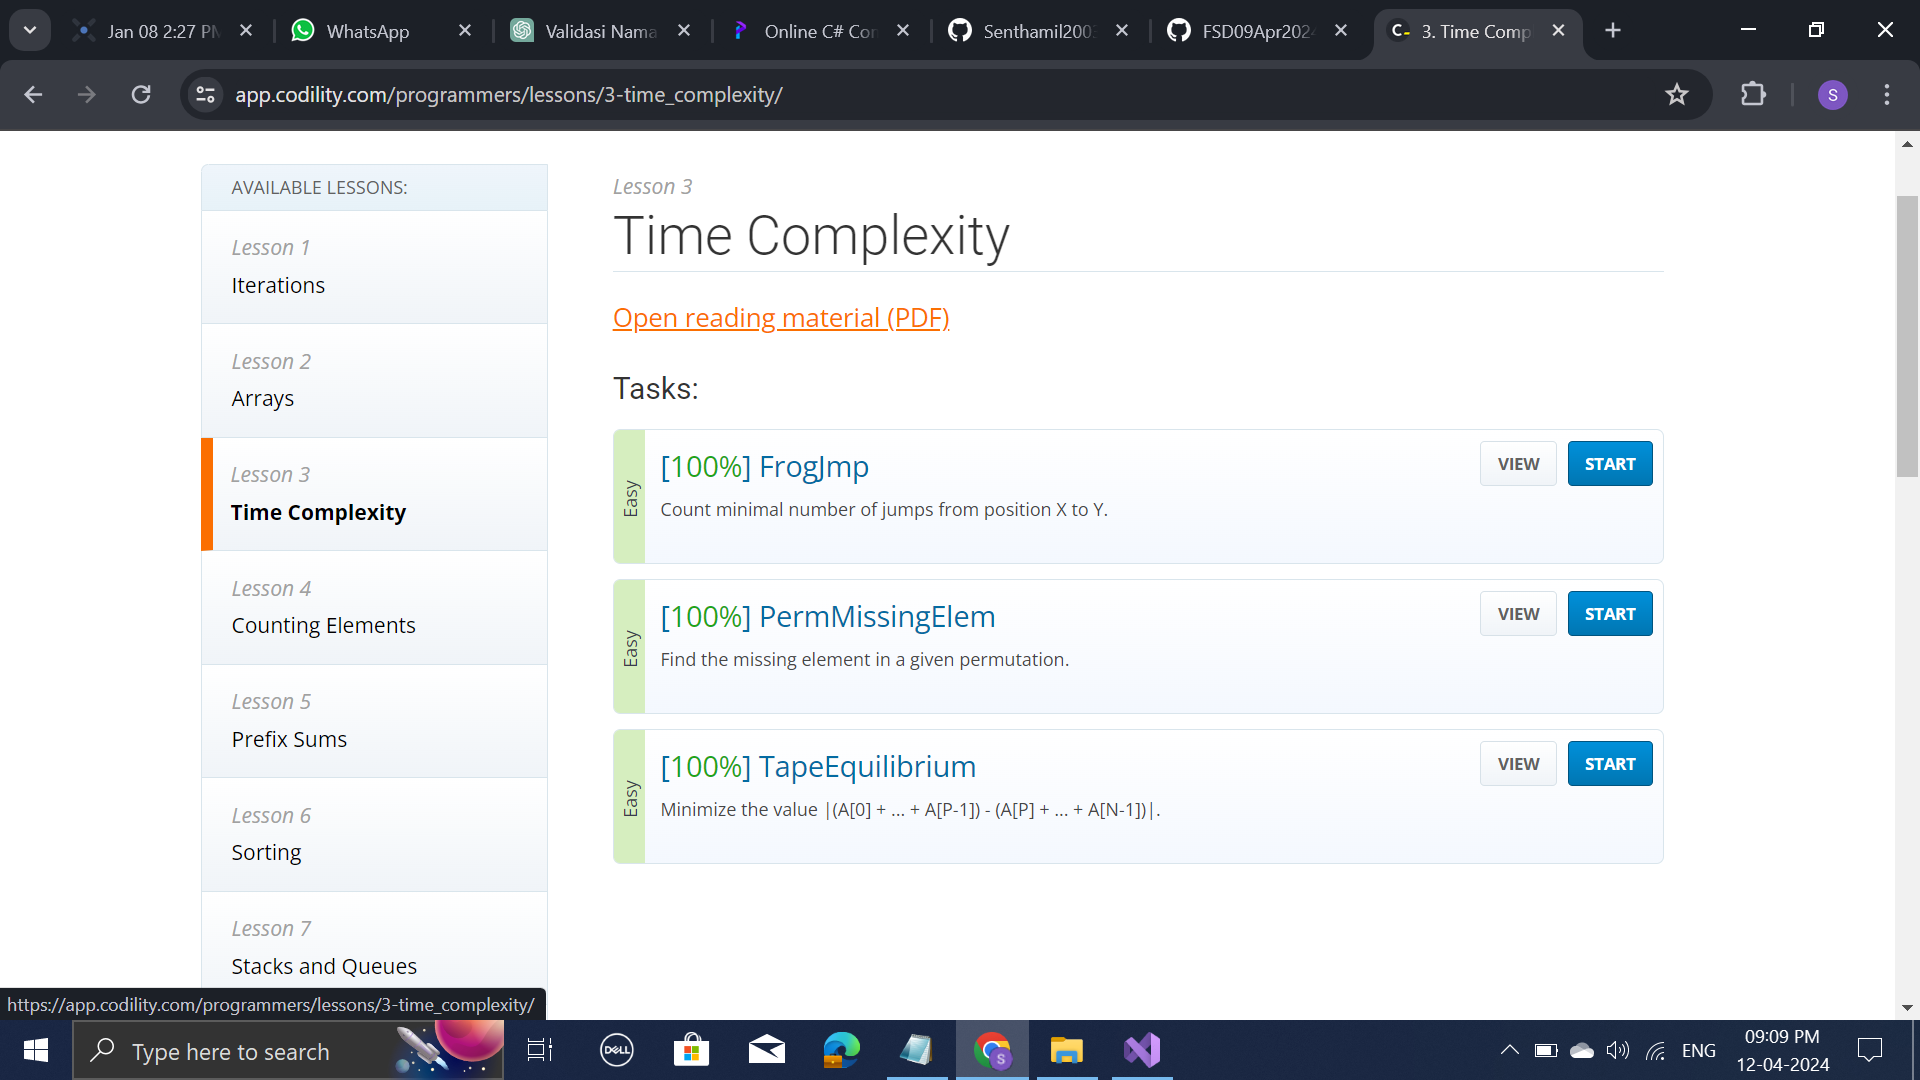 Jan 08 2:27 PM
WhatsApp
Validasi Nama
Online C# Con
Senthamil2003
FSD09Apr2024
3. Time Comp
app.codility.com/programmers/lessons/3-time_complexity/
S
AVAILABLE LESSONS:
Lesson 1
Iterations
Lesson 2
Arrays
Lesson 3
Time Complexity
Lesson 4
Counting Elements
Lesson 5
Prefix Sums
Lesson 6
Sorting
Lesson 7
Stacks and Queues
Lesson 3
Time Complexity
Open reading material (PDF)
Tasks:
Easy
[100%] FrogJmp
Count minimal number of jumps from position X to Y.
VIEW START
Easy
[100%] PermMissingElem
Find the missing element in a given permutation.
VIEW START
Easy
[100%] TapeEquilibrium
Minimize the value |(A[0] + ... + A[P-1]) - (A[P] + ... + A[N-1])|.
VIEW START
https://app.codility.com/programmers/lessons/3-time_complexity/
Type here to search
DELL
S
ENG
09:09 PM
12-04-2024